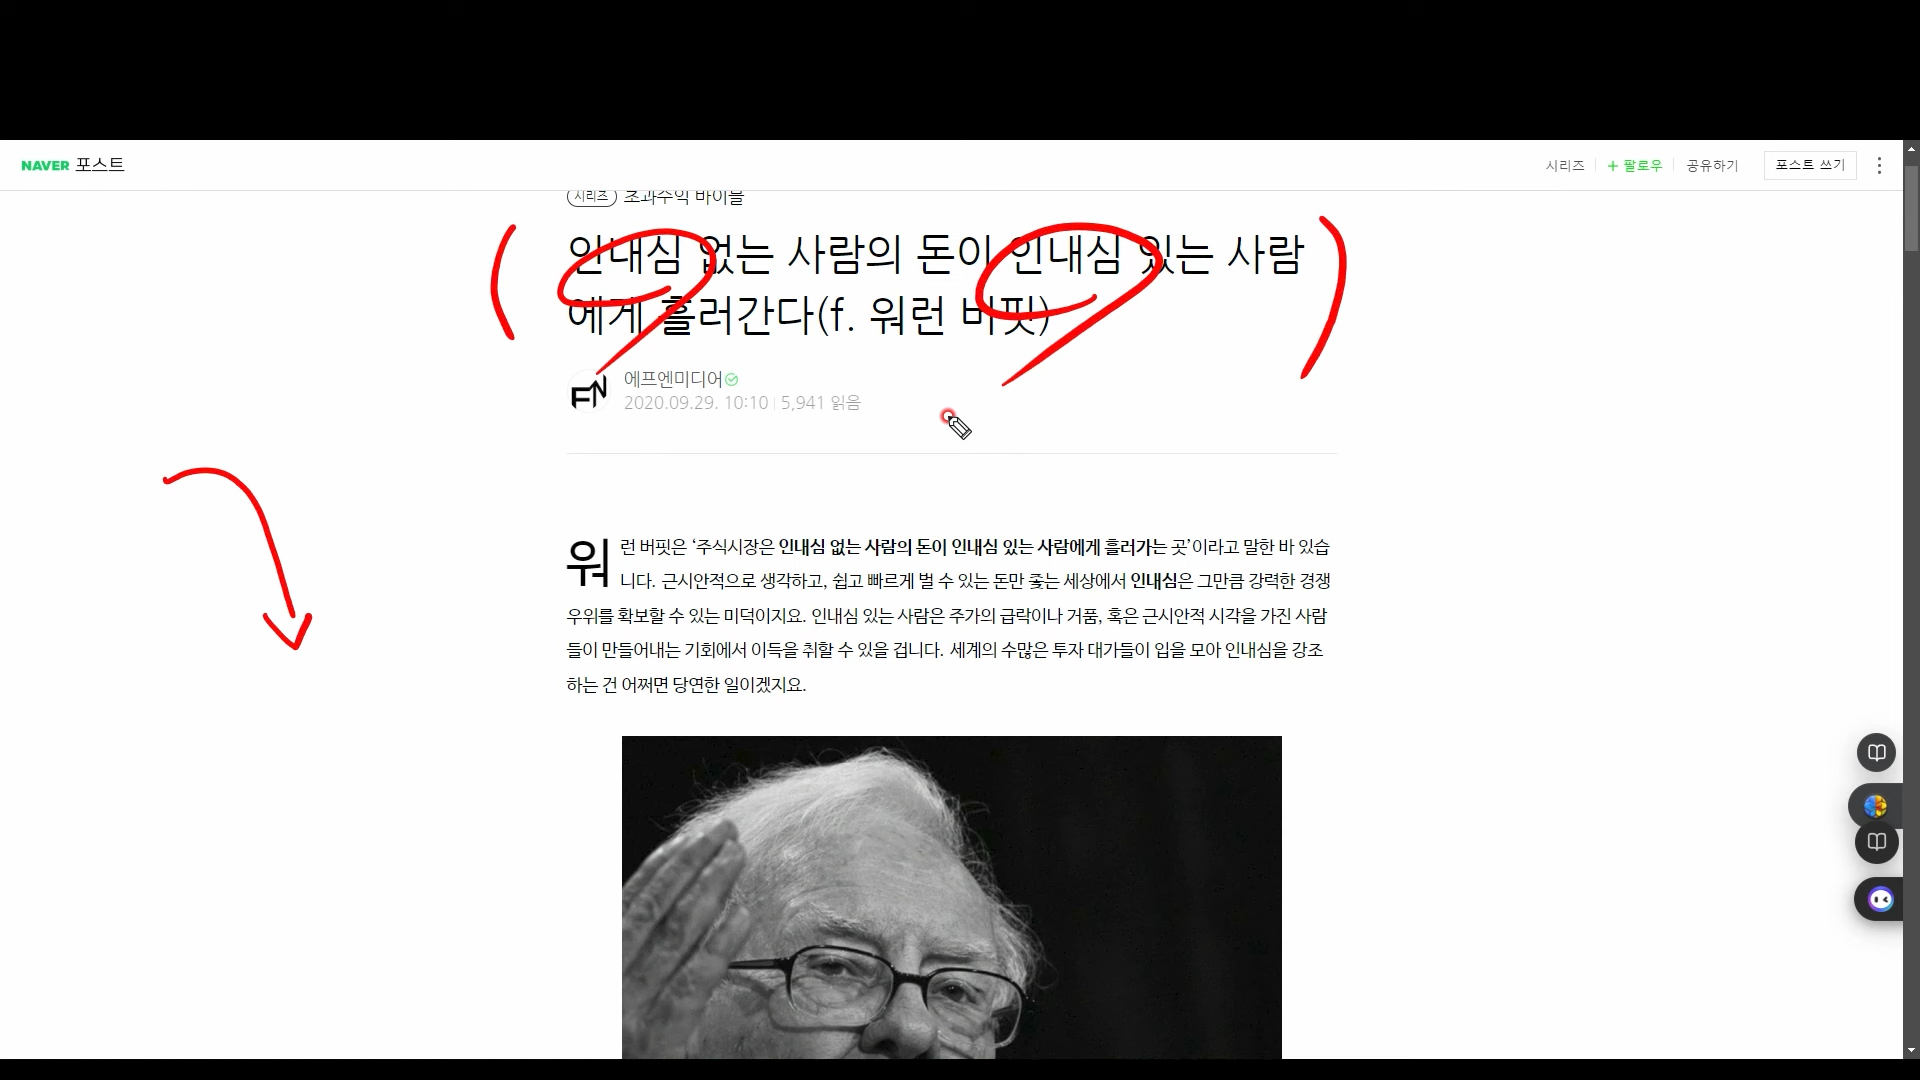 NAVER 포스트
시리즈 + 팔로우 공유하기 포스트 쓰기
시리즈 초과수익 바이블
인내심 없는 사람의 돈이 인내심 있는 사람
에게 흘러간다(f. 워런 버핏)
FN
에프엔미디어
2020.09.29. 10:10 | 5,941 읽음
워런 버핏은 ‘주식시장은 인내심 없는 사람의 돈이 인내심 있는 사람에게 흘러가는 곳’이라고 말한 바 있습
니다. 근시안적으로 생각하고, 쉽고 빠르게 벌 수 있는 돈만 좇는 세상에서 인내심은 그만큼 강력한 경쟁
우위를 확보할 수 있는 미덕이지요. 인내심 있는 사람은 주가의 급락이나 거품, 혹은 근시안적 시각을 가진 사람
들이 만들어내는 기회에서 이득을 취할 수 있을 겁니다. 세계의 수많은 투자 대가들이 입을 모아 인내심을 강조
하는 건 어쩌면 당연한 일이겠지요.